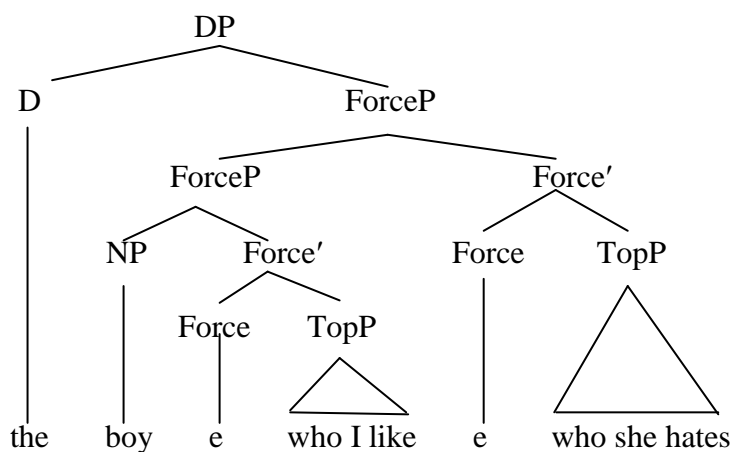 DP
D ForceP
ForceP Force′
NP Force′ Force TopP
Force TopP
the boy e who I like e who she hates